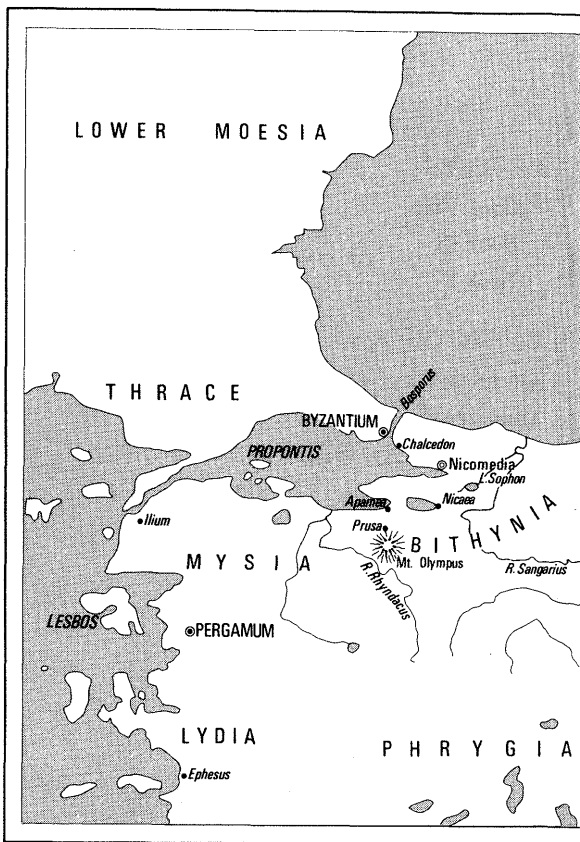 LOWER MOESIA
THRACE
Bosporus
BYZANTIUM
Chalcedon
PROPONTIS
Nicomedia
L. Sophon
Apamea
Nicaea
Ilium
Prusa
BITHYNIA
MYSIA
Mt. Olympus
R. Sangarius
R. Rhyndacus
LESBOS
PERGAMUM
LYDIA
PHRYGIA
Ephesus